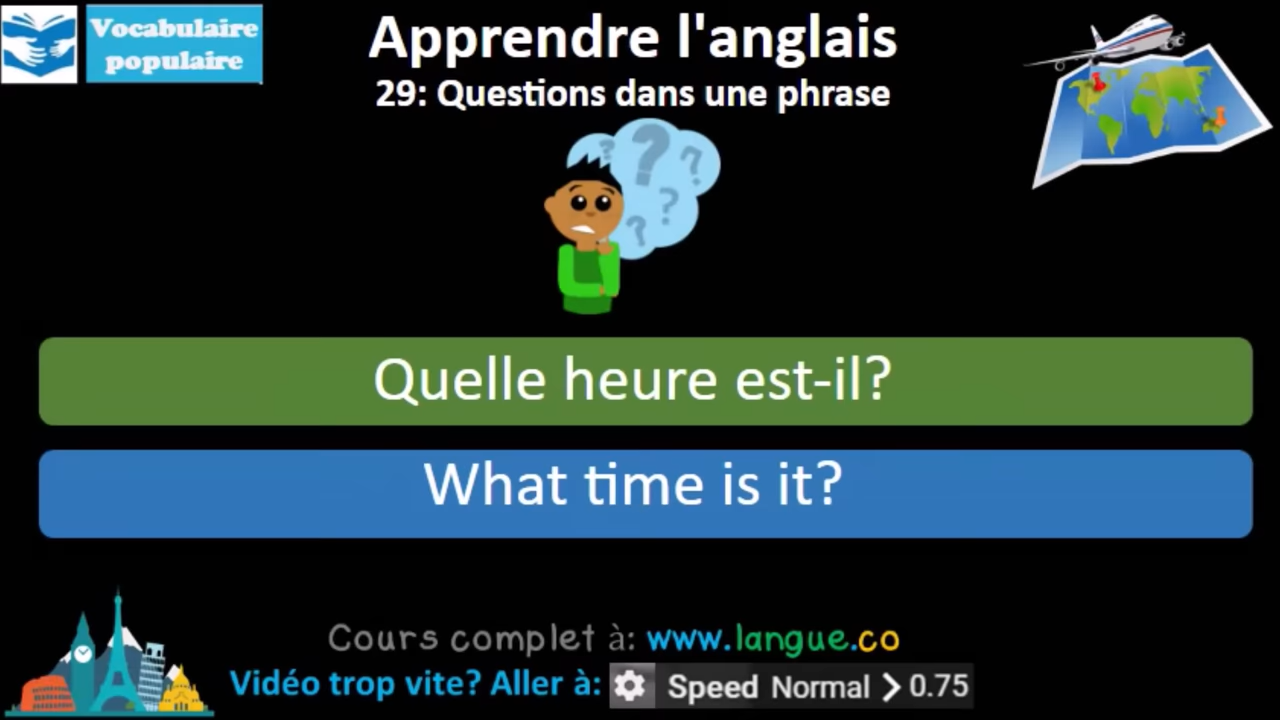 Vocabulaire
populaire
Apprendre l'anglais
29: Questions dans une phrase
? ? ? ? ?
Quelle heure est-il?
What time is it?
Cours complet à: www.langue.co
Vidéo trop vite? Aller à: Speed Normal > 0.75